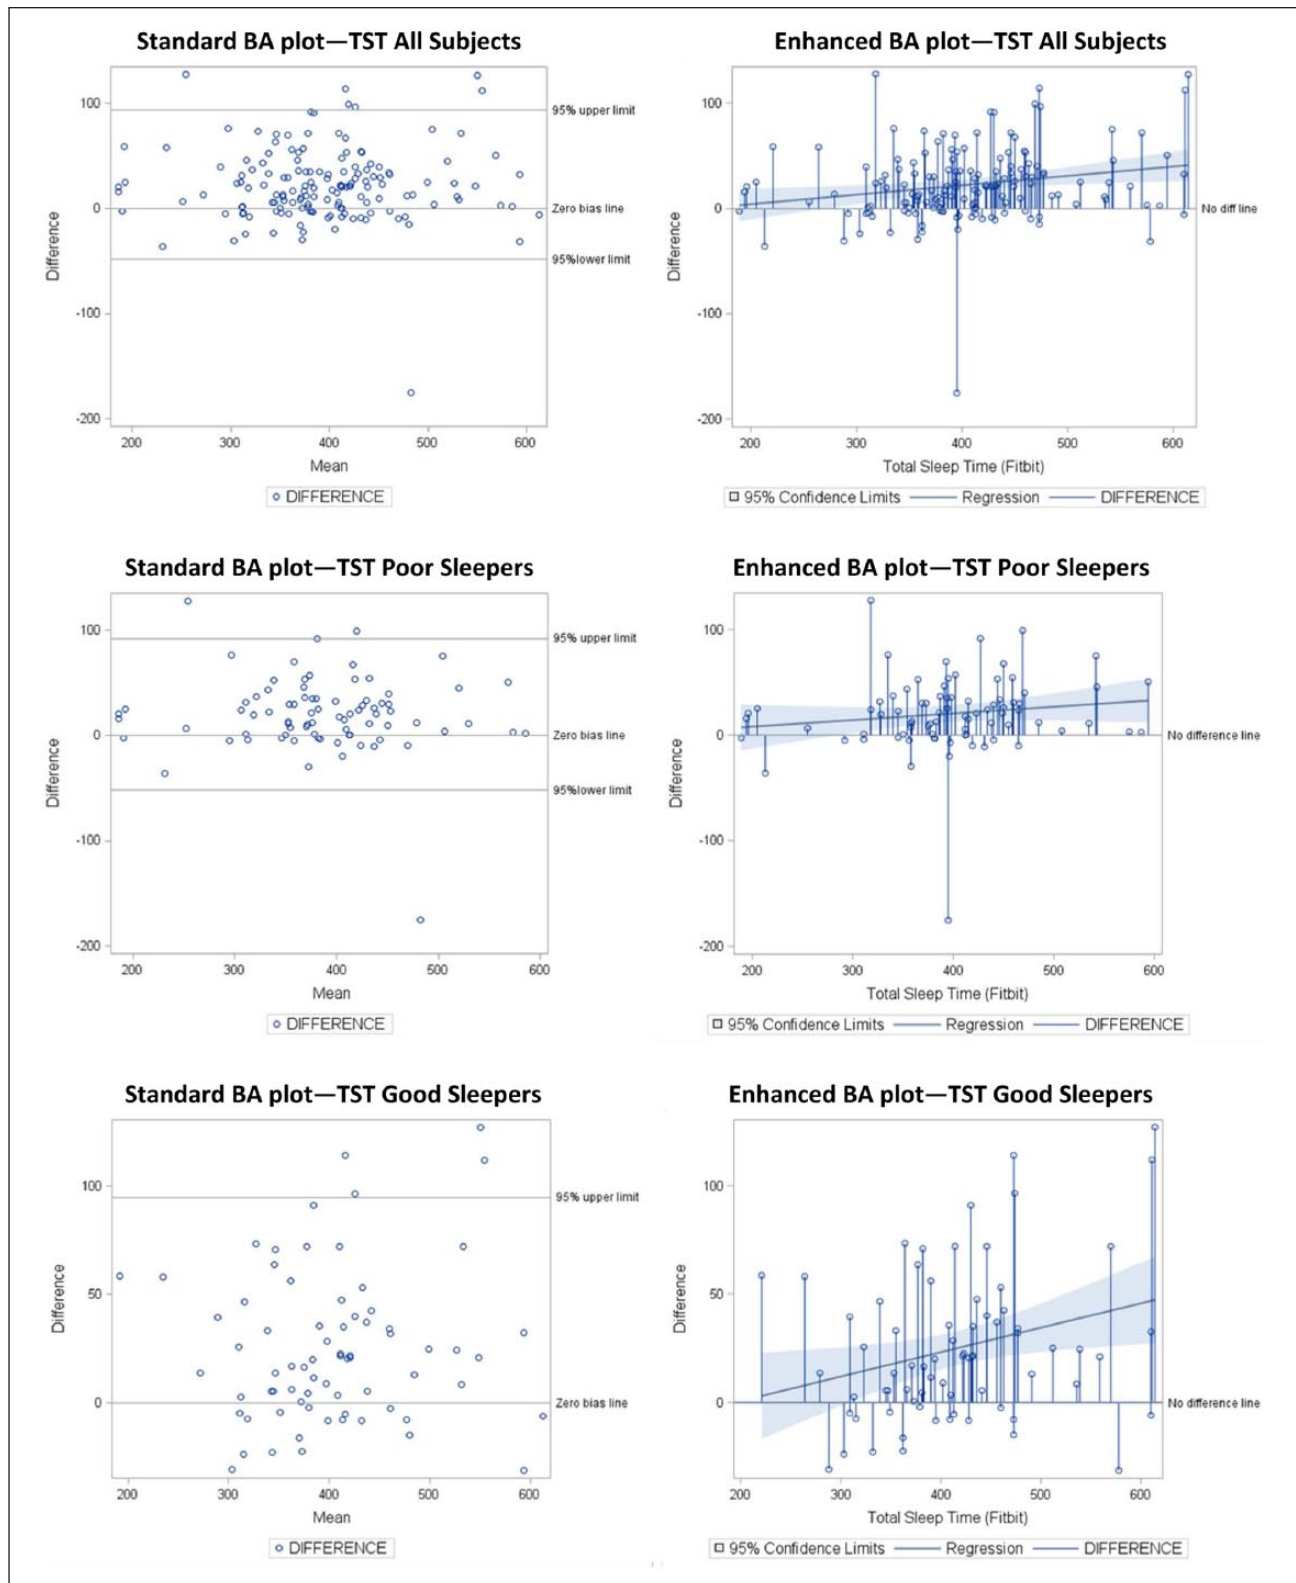 Standard BA plot—TST All Subjects
100
0
-100
-200
Difference
95% upper limit
Zero bias line
95%lower limit
200 300 400 500 600
Mean
DIFFERENCE
Enhanced BA plot—TST All Subjects
100
0
-100
-200
Difference
No diff line
200 300 400 500 600
Total Sleep Time (Fitbit)
95% Confidence Limits Regression DIFFERENCE
Standard BA plot—TST Poor Sleepers
100
0
-100
-200
Difference
95% upper limit
Zero bias line
95%lower limit
200 300 400 500 600
Mean
DIFFERENCE
Enhanced BA plot—TST Poor Sleepers
100
0
-100
-200
Difference
No difference line
200 300 400 500 600
Total Sleep Time (Fitbit)
95% Confidence Limits Regression DIFFERENCE
Standard BA plot—TST Good Sleepers
100
50
0
Difference
95% upper limit
Zero bias line
200 300 400 500 600
Mean
DIFFERENCE
Enhanced BA plot—TST Good Sleepers
100
50
0
Difference
No difference line
200 300 400 500 600
Total Sleep Time (Fitbit)
95% Confidence Limits Regression DIFFERENCE